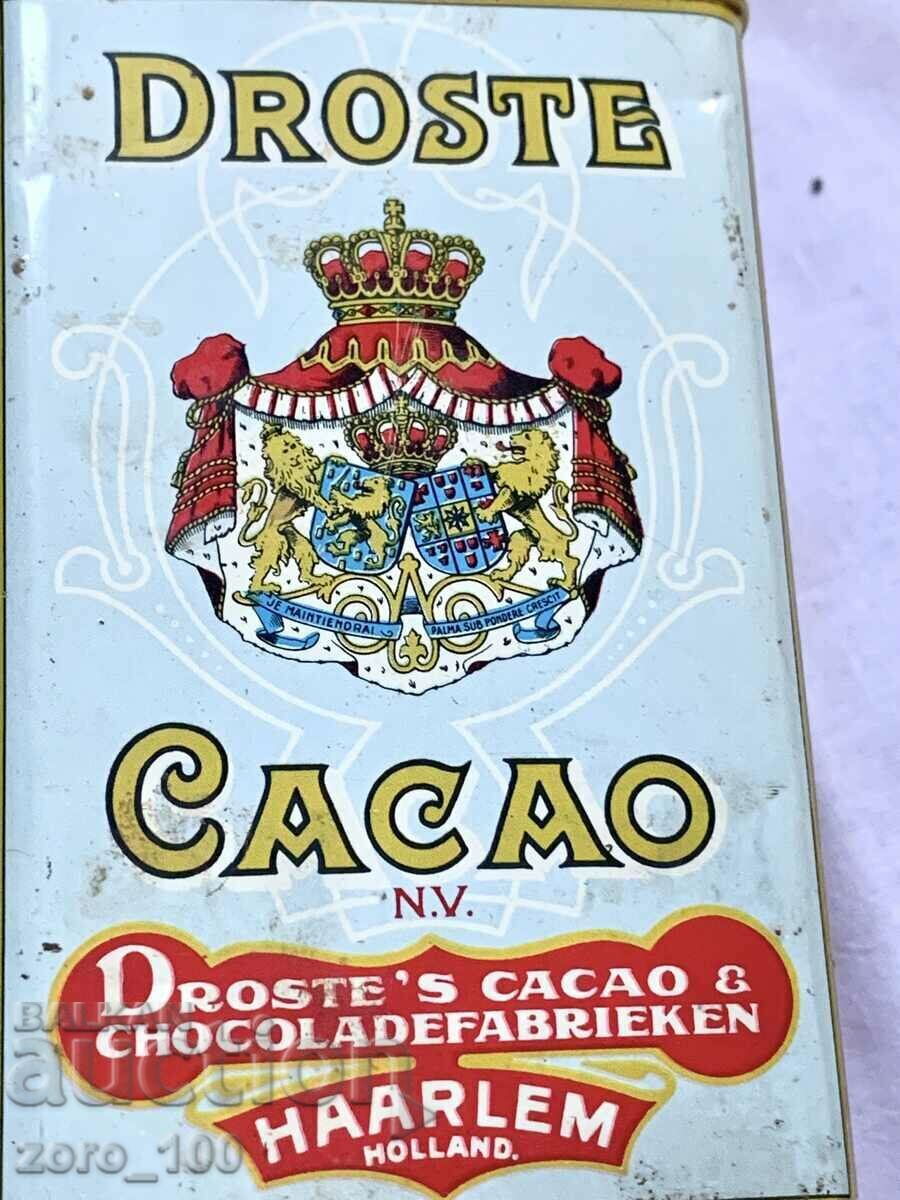 DROSTE
JE MAINTIENDRAI
PALMA SUB PONDERE CRESCIT
CACAO
N.V.
DROSTE'S CACAO &
CHOCOLADEFABRIEKEN
HAARLEM
HOLLAND.
BALKAN
auction
zoro_100